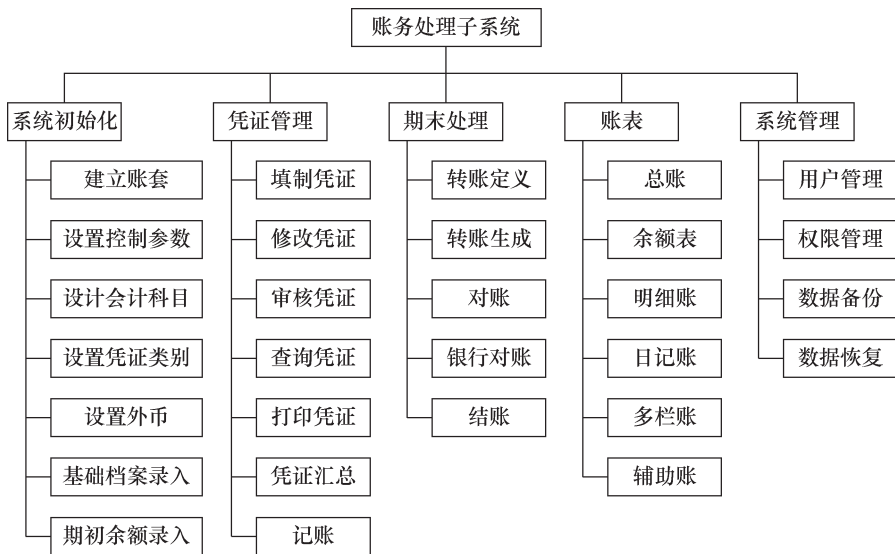 账务处理子系统
系统初始化
凭证管理
期末处理
账表
系统管理
建立账套
设置控制参数
设计会计科目
设置凭证类别
设置外币
基础档案录入
期初余额录入
填制凭证
修改凭证
审核凭证
查询凭证
打印凭证
凭证汇总
记账
转账定义
转账生成
对账
银行对账
结账
总账
余额表
明细账
日记账
多栏账
辅助账
用户管理
权限管理
数据备份
数据恢复